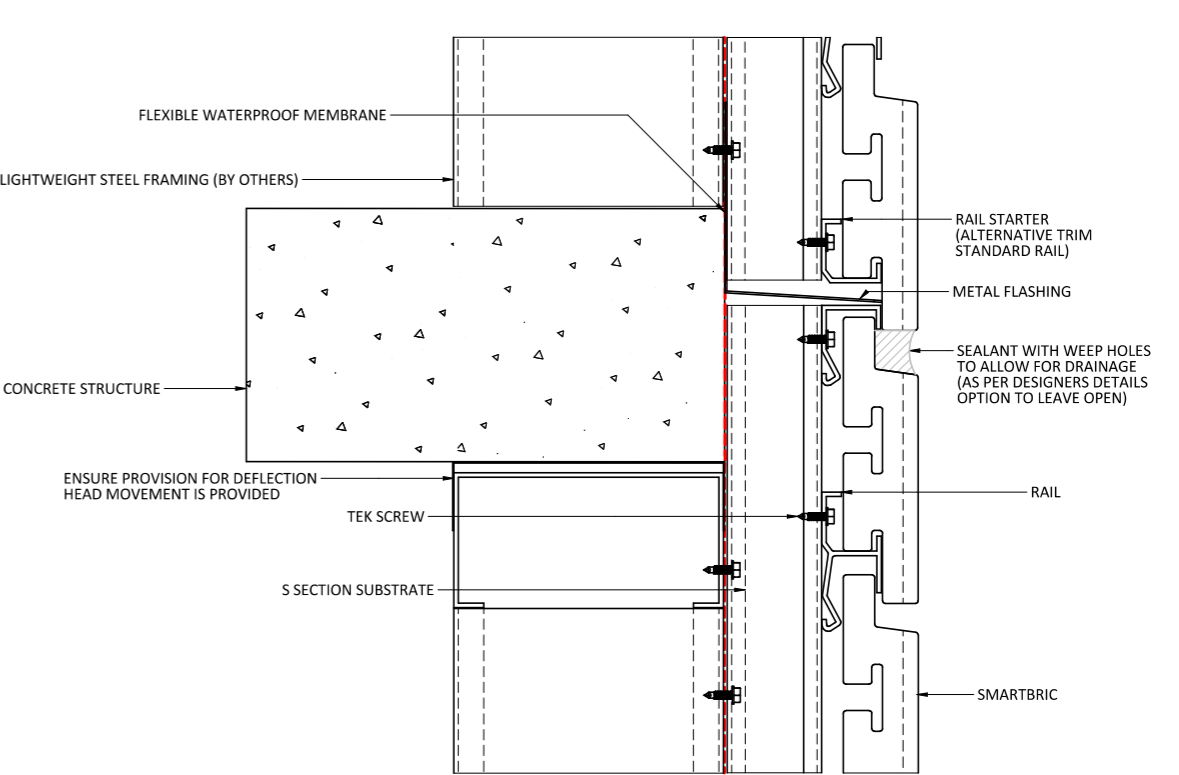 FLEXIBLE WATERPROOF MEMBRANE
LIGHTWEIGHT STEEL FRAMING (BY OTHERS)
RAIL STARTER
(ALTERNATIVE TRIM
STANDARD RAIL)
METAL FLASHING
SEALANT WITH WEEP HOLES
TO ALLOW FOR DRAINAGE
(AS PER DESIGNERS DETAILS
OPTION TO LEAVE OPEN)
CONCRETE STRUCTURE
ENSURE PROVISION FOR DEFLECTION
HEAD MOVEMENT IS PROVIDED
RAIL
TEK SCREW
S SECTION SUBSTRATE
SMARTBRIC